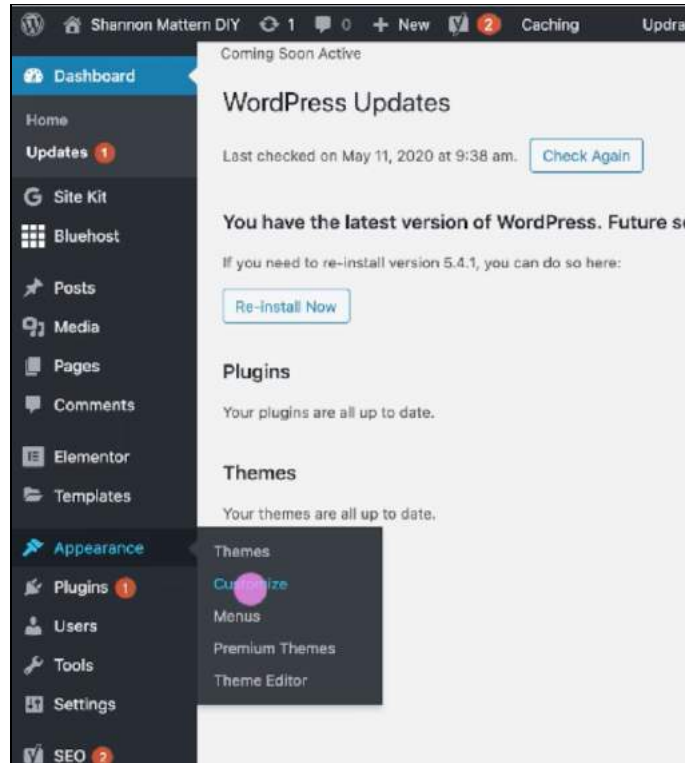 Shannon Mattern DIY 1 0 + New 2 Caching Updra
Coming Soon Active
Dashboard
Home
Updates 1
Site Kit
Bluehost
Posts
Media
Pages
Comments
Elementor
Templates
Appearance
Plugins 1
Users
Tools
Settings
SEO 2
WordPress Updates
Last checked on May 11, 2020 at 9:38 am. Check Again
You have the latest version of WordPress. Future se
If you need to re-install version 5.4.1, you can do so here:
Re-install Now
Plugins
Your plugins are all up to date.
Themes
Your themes are all up to date.
Themes
Customize
Menus
Premium Themes
Theme Editor